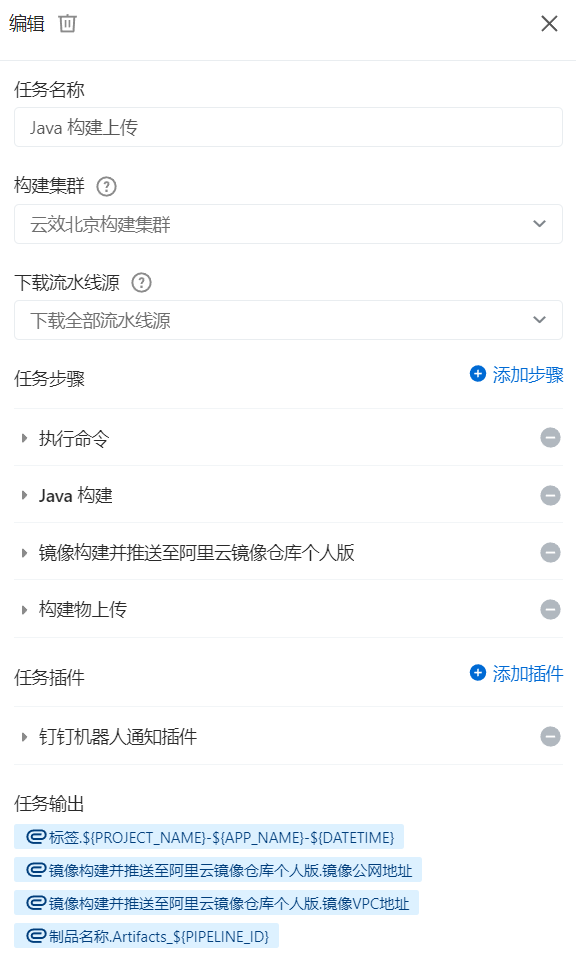 编辑
任务名称
Java 构建上传
构建集群
云效北京构建集群
下载流水线源
下载全部流水线源
任务步骤 添加步骤
执行命令
Java 构建
镜像构建并推送至阿里云镜像仓库个人版
构建物上传
任务插件 添加插件
钉钉机器人通知插件
任务输出
标签.${PROJECT_NAME}-${APP_NAME}-${DATETIME}
镜像构建并推送至阿里云镜像仓库个人版.镜像公网地址
镜像构建并推送至阿里云镜像仓库个人版.镜像VPC地址
制品名称.Artifacts_${PIPELINE_ID}